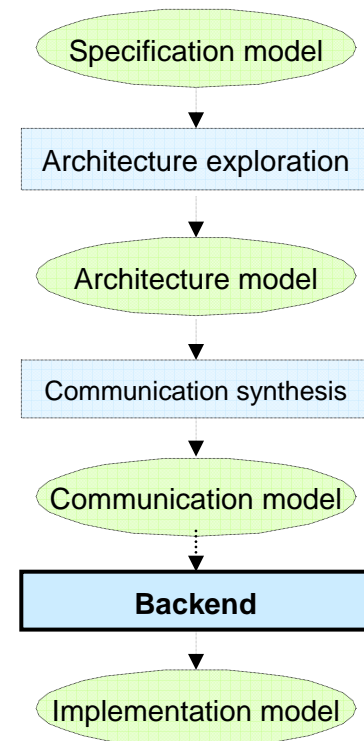 Specification model
Architecture exploration
Architecture model
Communication synthesis
Communication model
Backend
Implementation model